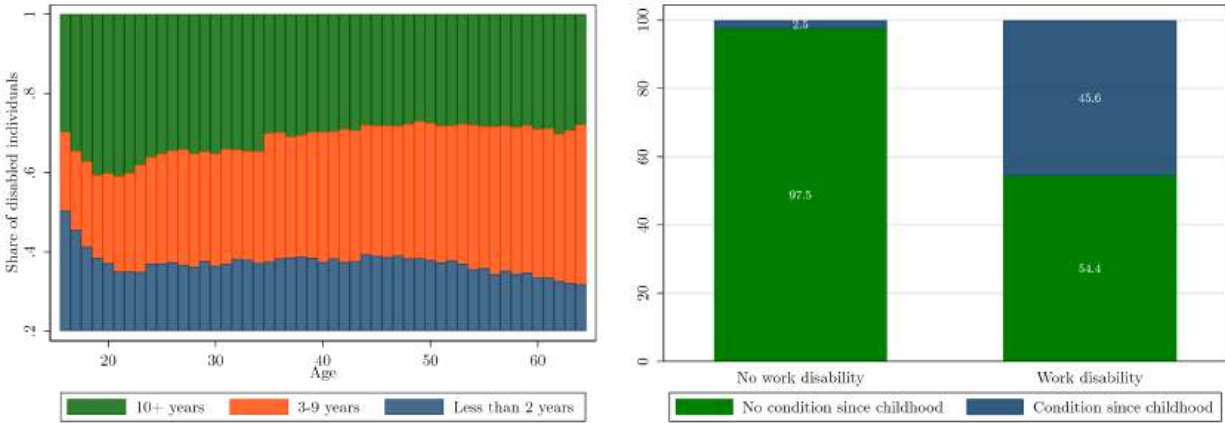 Share of disabled individuals
1
.8
.6
.4
.2
20
30
40
50
60
Age
10+ years
3-9 years
Less than 2 years
100
80
60
40
20
0
2.5
97.5
45.6
54.4
No work disability
Work disability
No condition since childhood
Condition since childhood